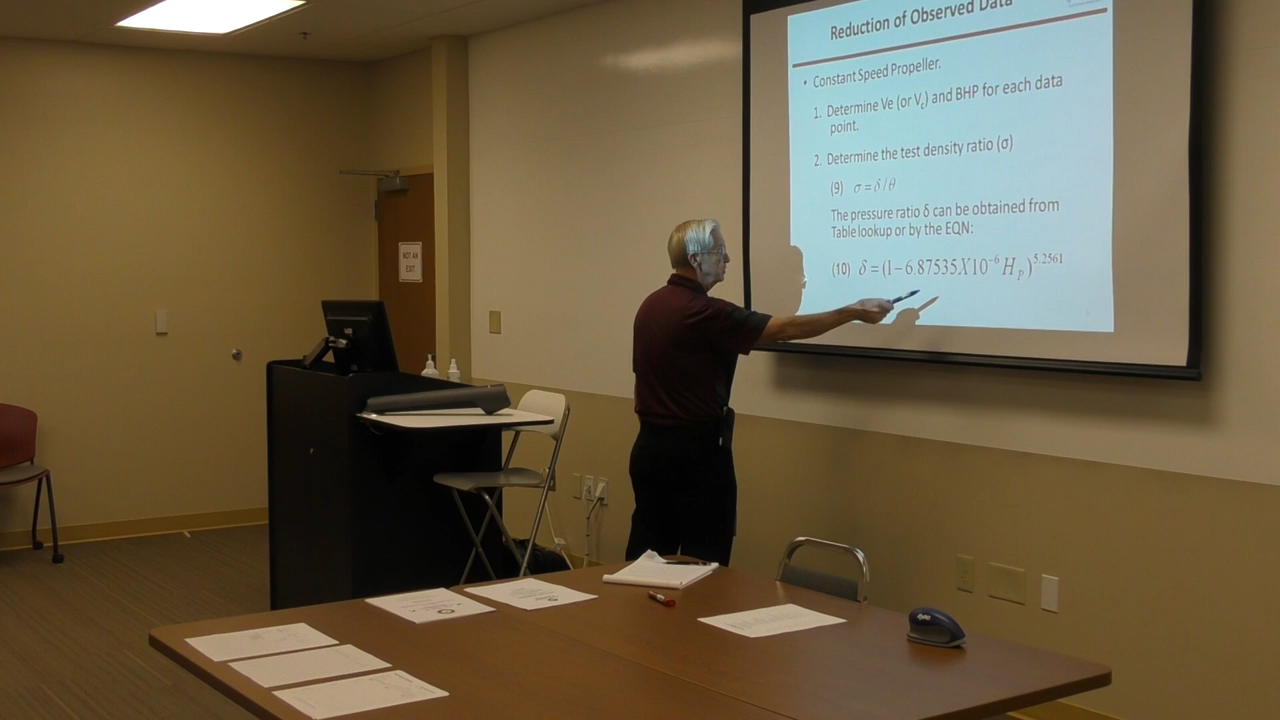 Reduction of Observed Data
• Constant Speed Propeller.
1. Determine Ve (or Vc) and BHP for each data
point.
2. Determine the test density ratio (σ)
(9) σ = δ / θ
The pressure ratio δ can be obtained from
Table lookup or by the EQN:
(10) δ = (1−6.87535X10⁻⁶ H_P)^5.2561
NOT AN
EXIT